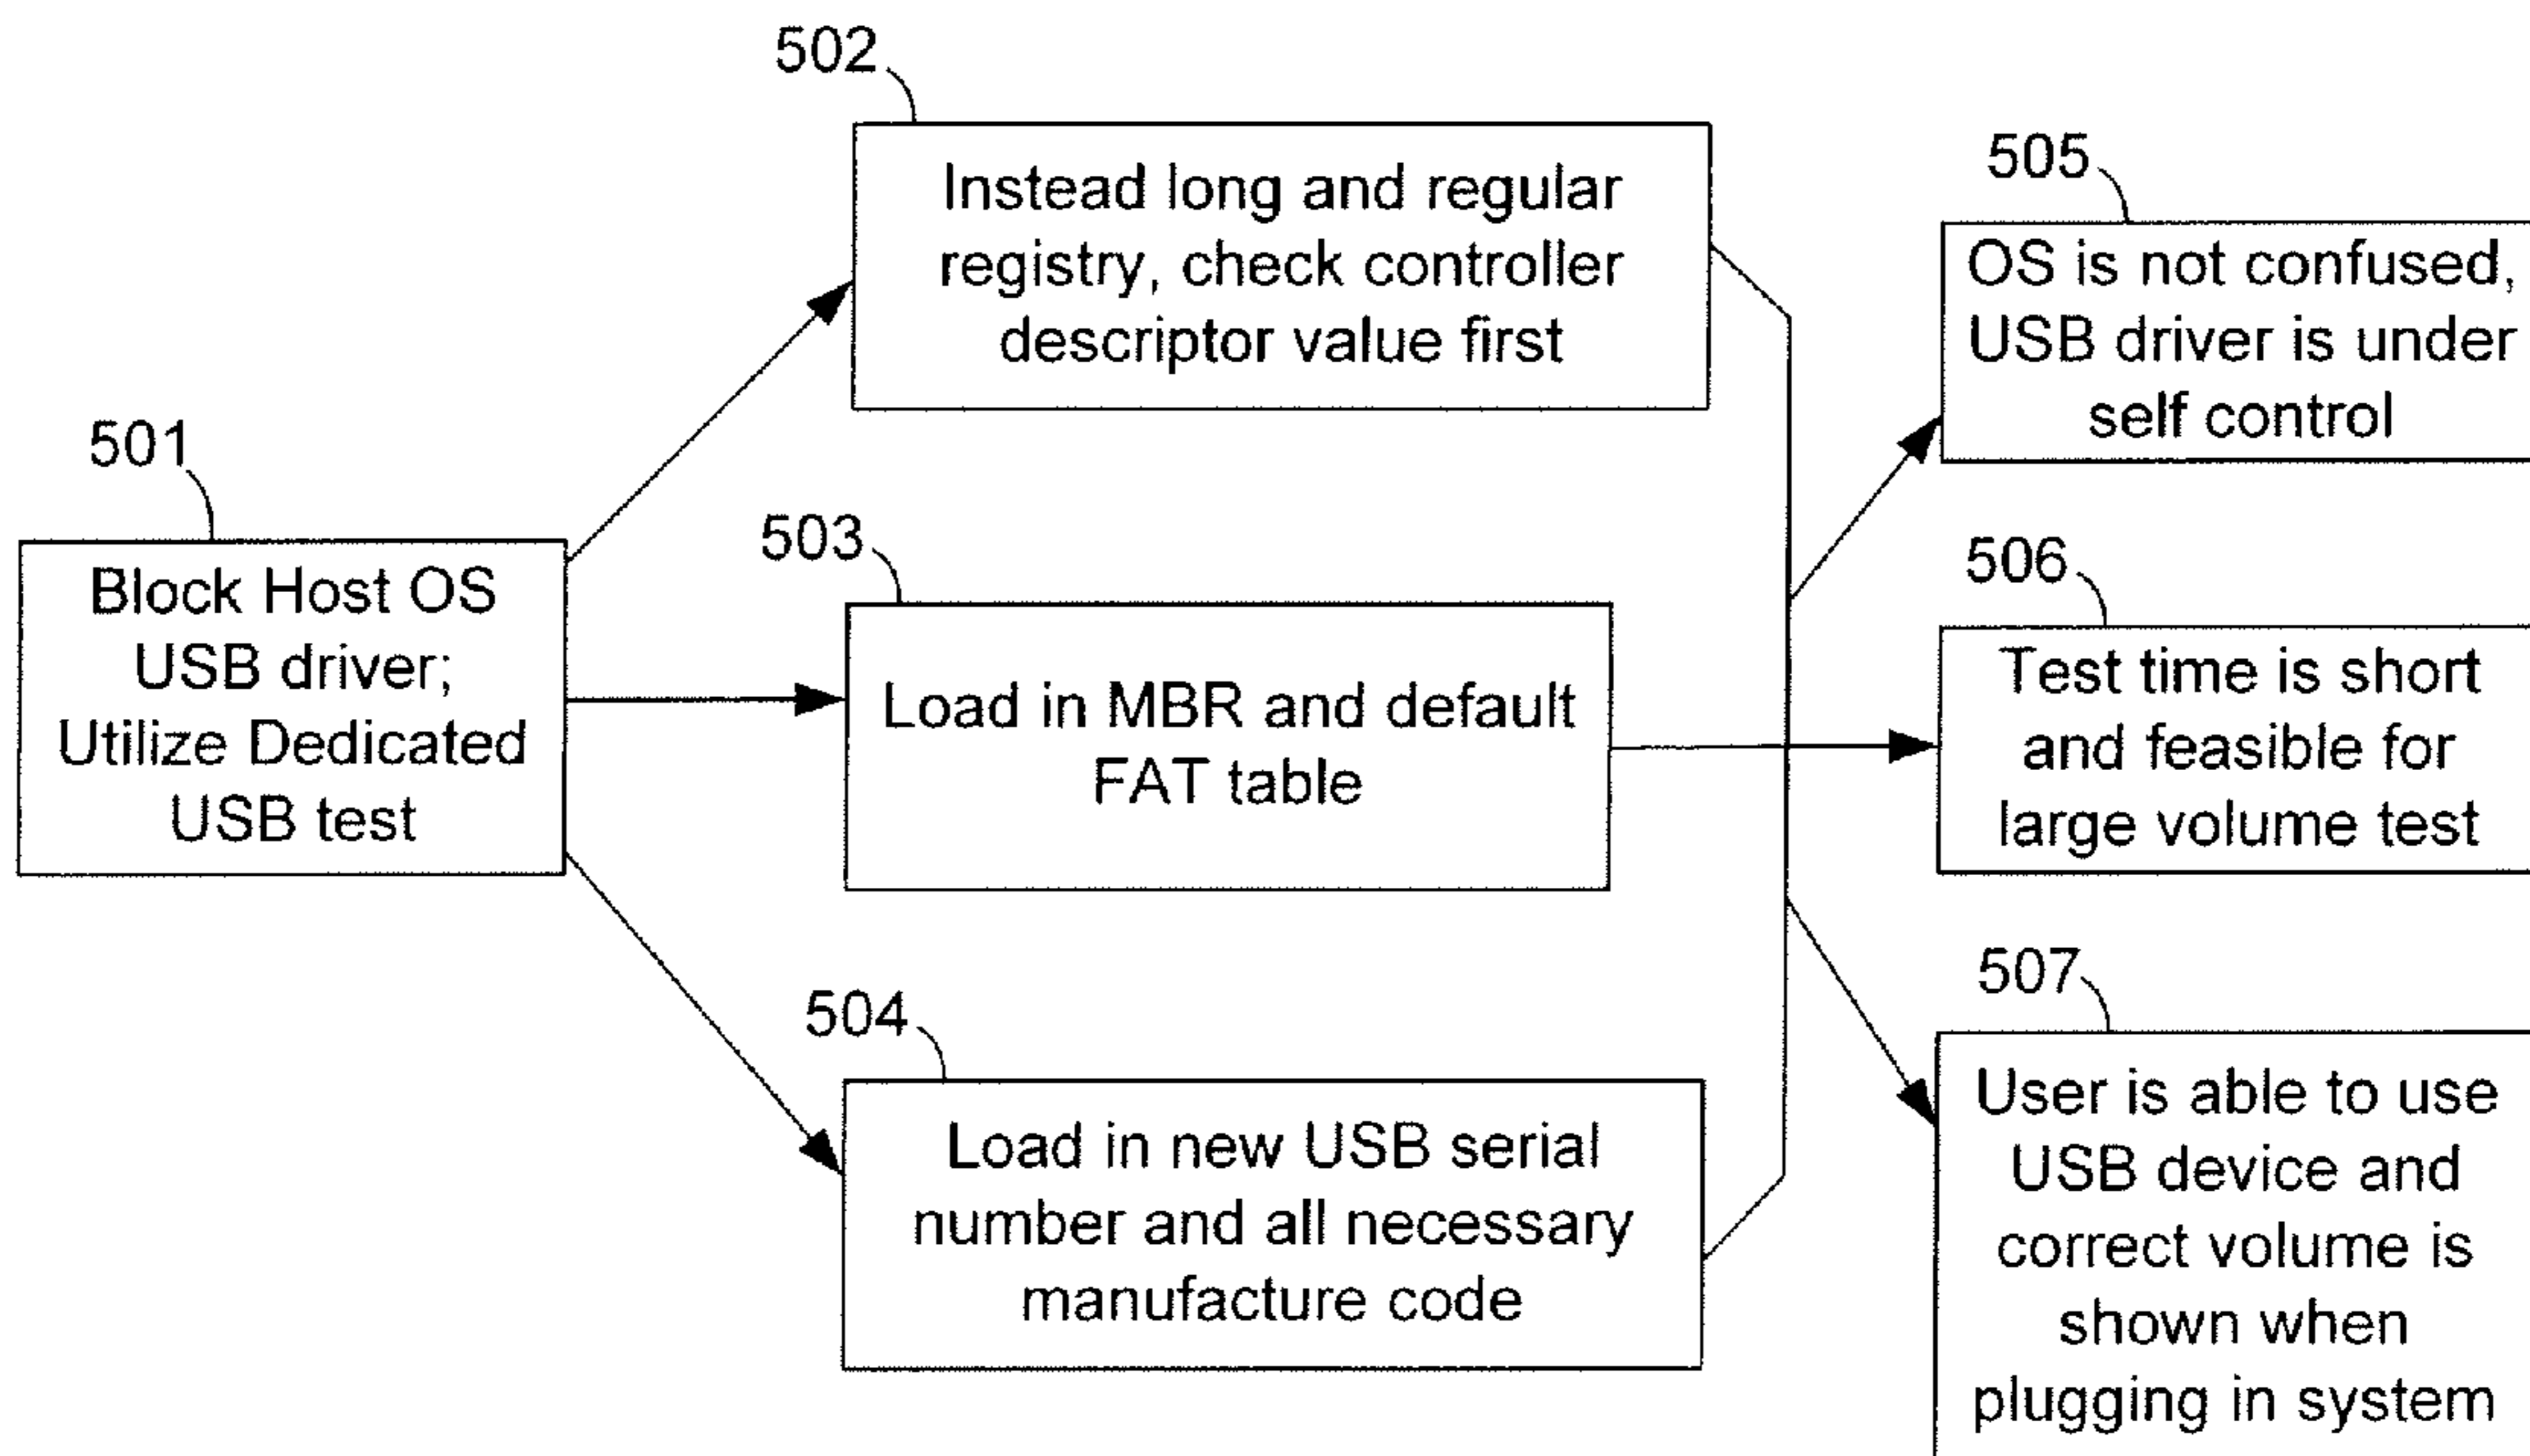 501
Block Host OS
USB driver;
Utilize Dedicated
USB test
502
Instead long and regular
registry, check controller
descriptor value first
503
Load in MBR and default
FAT table
504
Load in new USB serial
number and all necessary
manufacture code
505
OS is not confused,
USB driver is under
self control
506
Test time is short
and feasible for
large volume test
507
User is able to use
USB device and
correct volume is
shown when
plugging in system